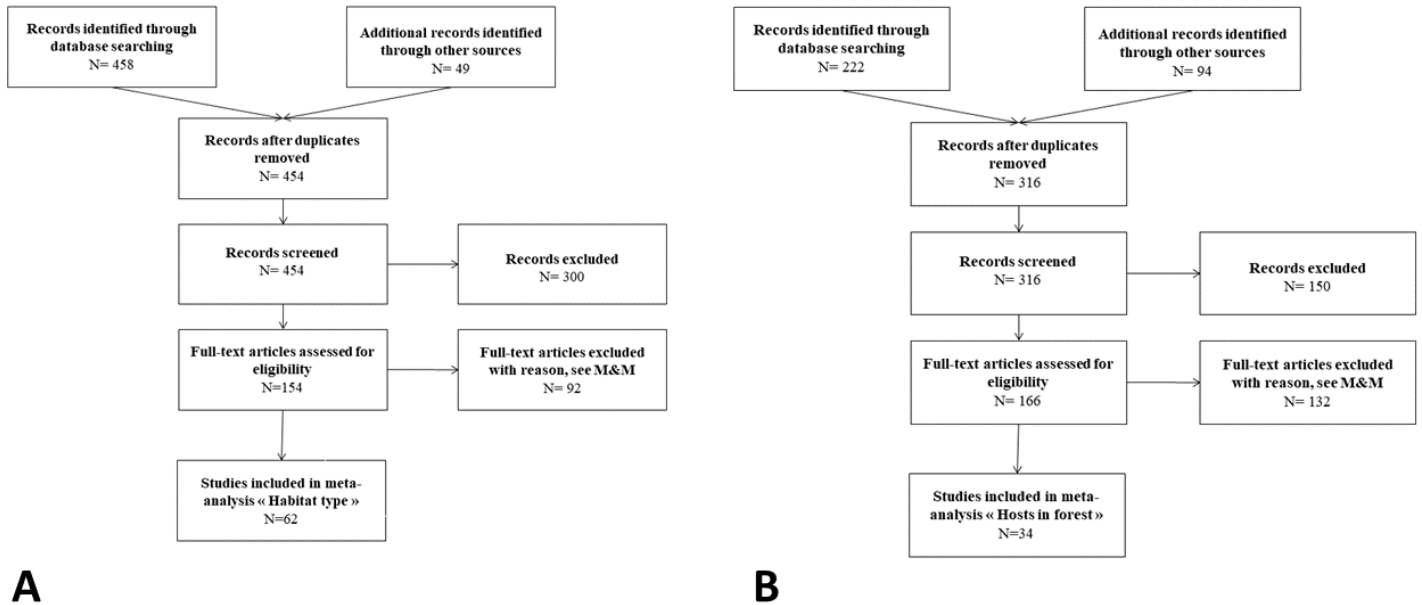 Records identified through
database searching
N= 458
Additional records identified
through other sources
N= 49
Records after duplicates
removed
N= 454
Records screened
N= 454
Records excluded
N= 300
Full-text articles assessed for
eligibility
N=154
Full-text articles excluded
with reason, see M&M
N= 92
Studies included in meta-
analysis « Habitat type »
N=62
A
Records identified through
database searching
N= 222
Additional records identified
through other sources
N= 94
Records after duplicates
removed
N= 316
Records screened
N= 316
Records excluded
N= 150
Full-text articles assessed for
eligibility
N= 166
Full-text articles excluded
with reason, see M&M
N= 132
Studies included in meta-
analysis « Hosts in forest »
N=34
B